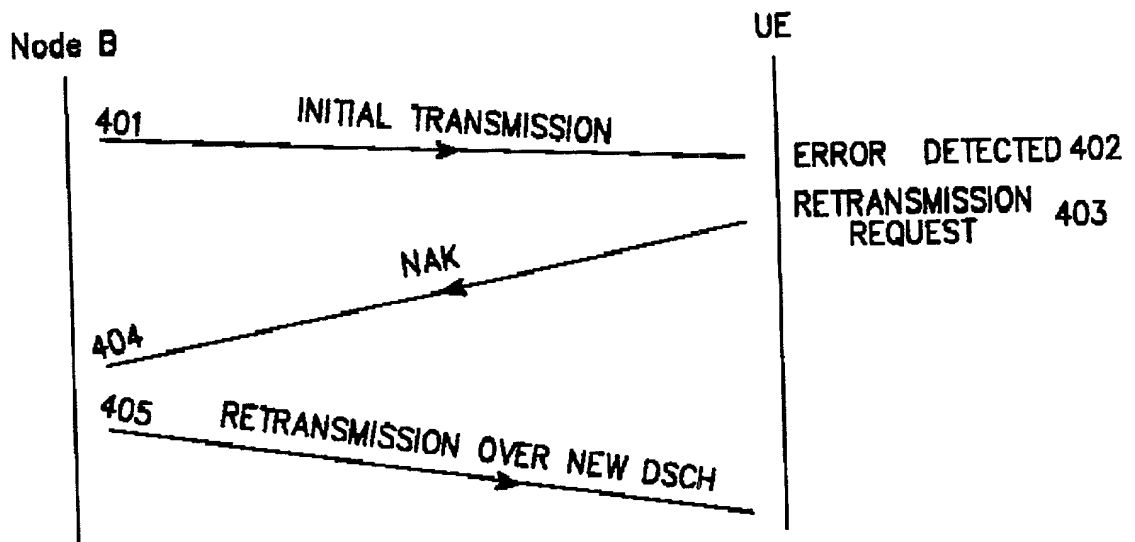 Node B
UE
401
INITIAL TRANSMISSION
ERROR DETECTED 402
RETRANSMISSION
REQUEST 403
NAK
404
405
RETRANSMISSION OVER NEW DSCH